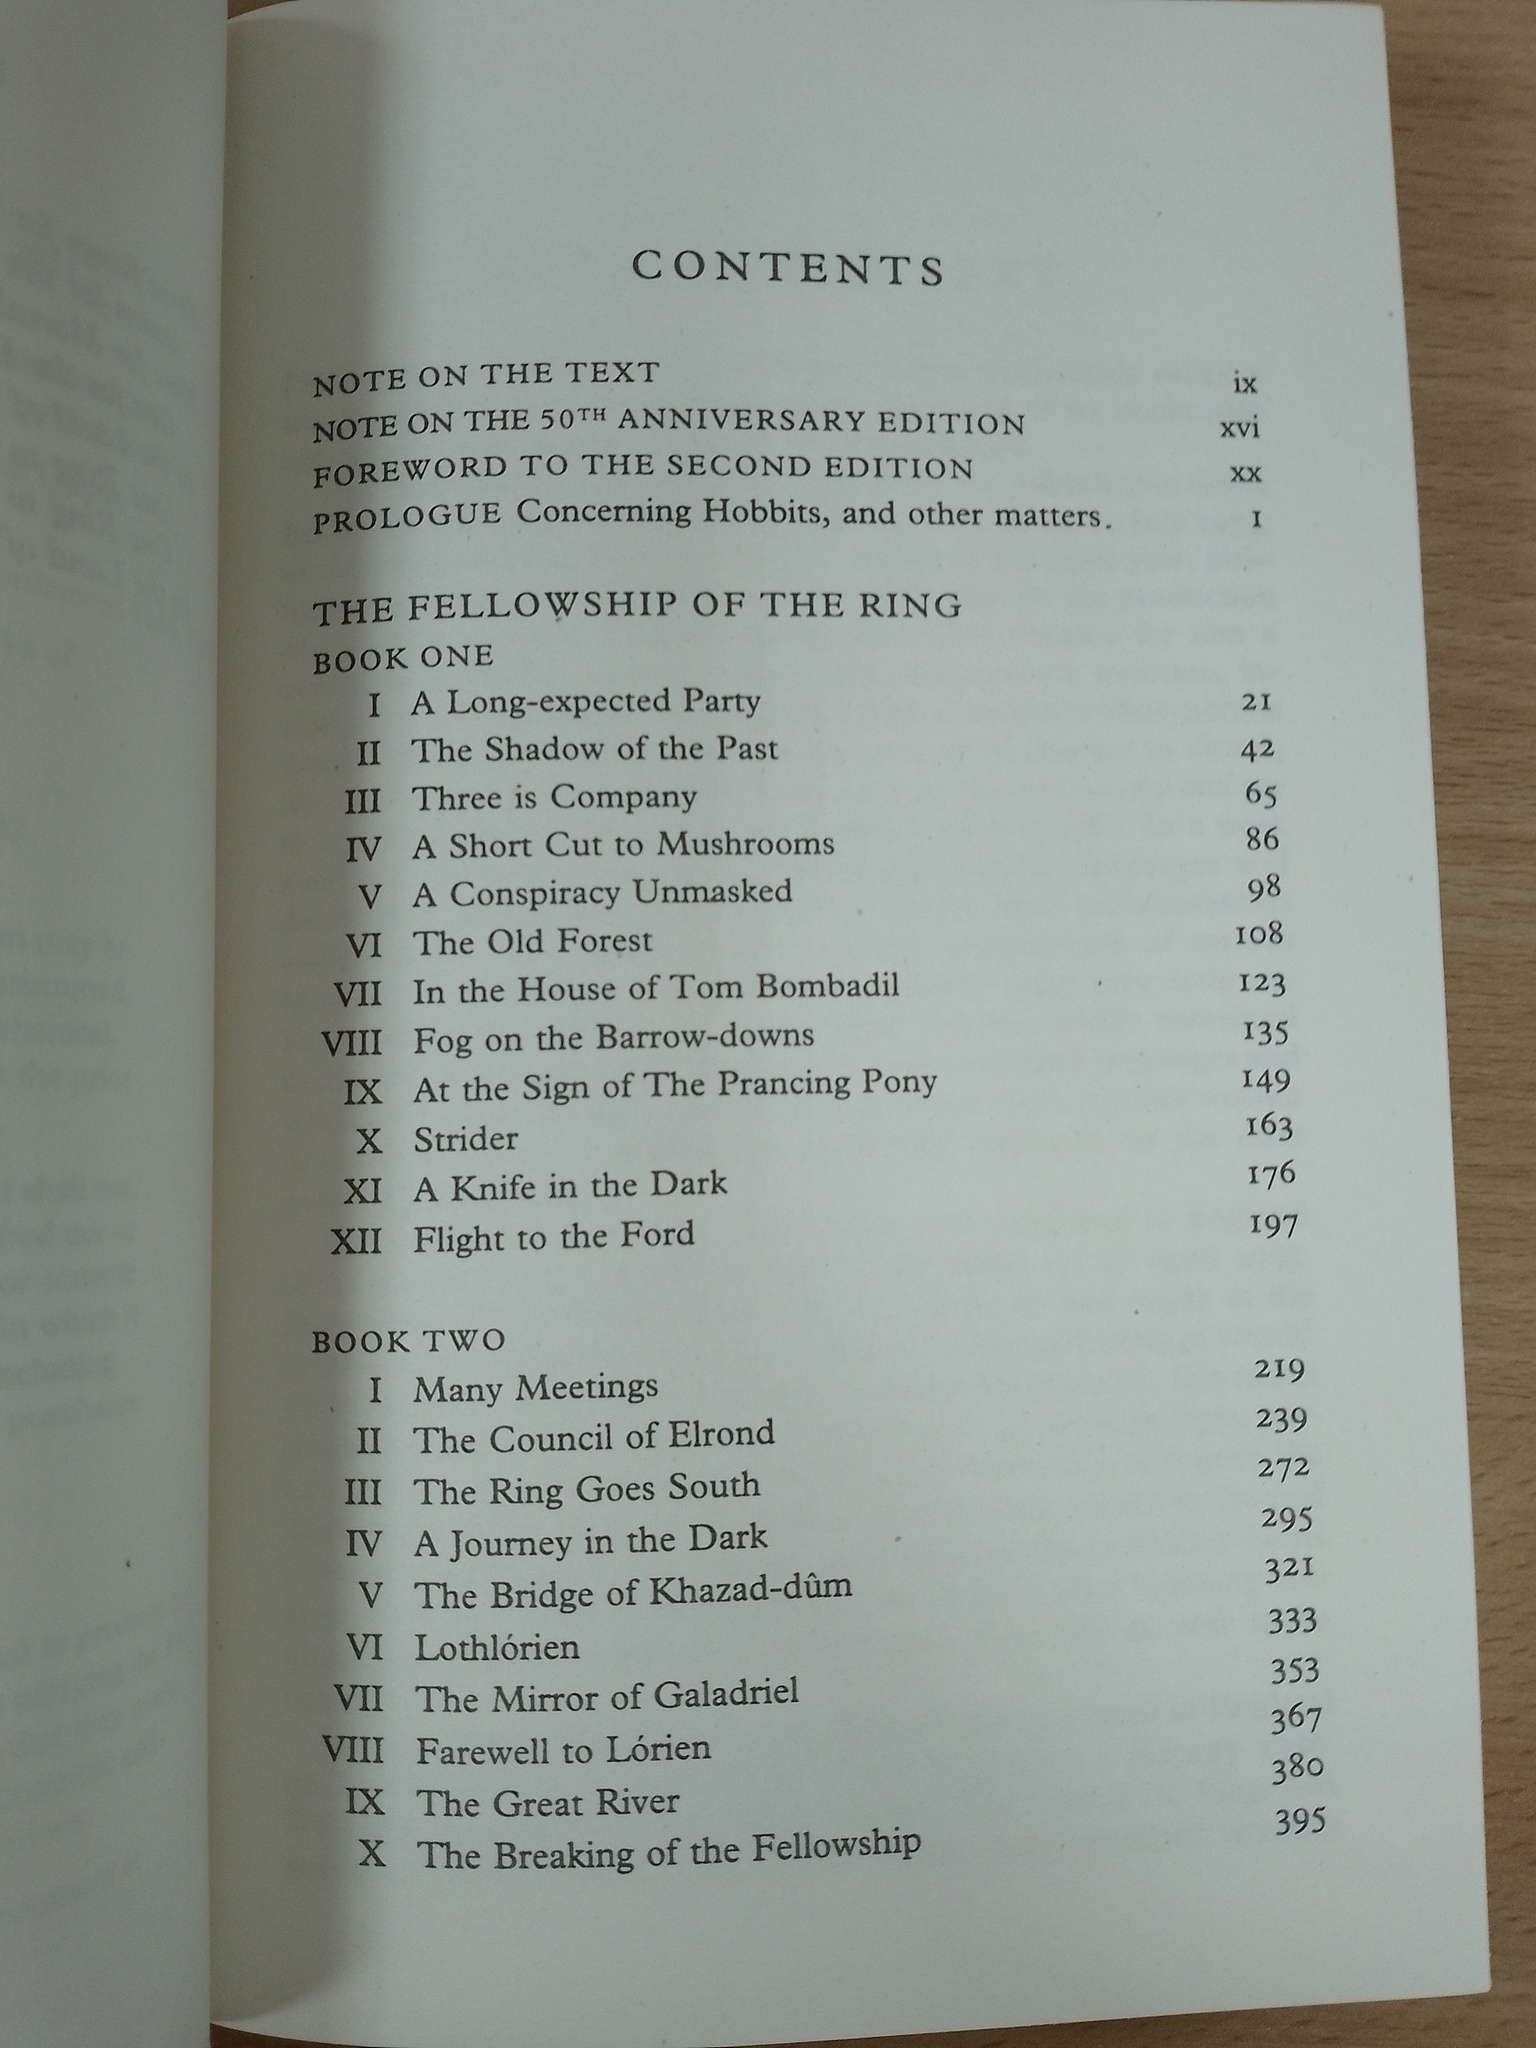 CONTENTS
NOTE ON THE TEXT ix
NOTE ON THE 50TH ANNIVERSARY EDITION xvi
FOREWORD TO THE SECOND EDITION xx
PROLOGUE Concerning Hobbits, and other matters. 1
THE FELLOWSHIP OF THE RING
BOOK ONE
I A Long-expected Party 21
II The Shadow of the Past 42
III Three is Company 65
IV A Short Cut to Mushrooms 86
V A Conspiracy Unmasked 98
VI The Old Forest 108
VII In the House of Tom Bombadil 123
VIII Fog on the Barrow-downs 135
IX At the Sign of The Prancing Pony 149
X Strider 163
XI A Knife in the Dark 176
XII Flight to the Ford 197
BOOK TWO
I Many Meetings 219
II The Council of Elrond 239
III The Ring Goes South 272
IV A Journey in the Dark 295
V The Bridge of Khazad-dûm 321
VI Lothlórien 333
VII The Mirror of Galadriel 353
VIII Farewell to Lórien 367
IX The Great River 380
X The Breaking of the Fellowship 395